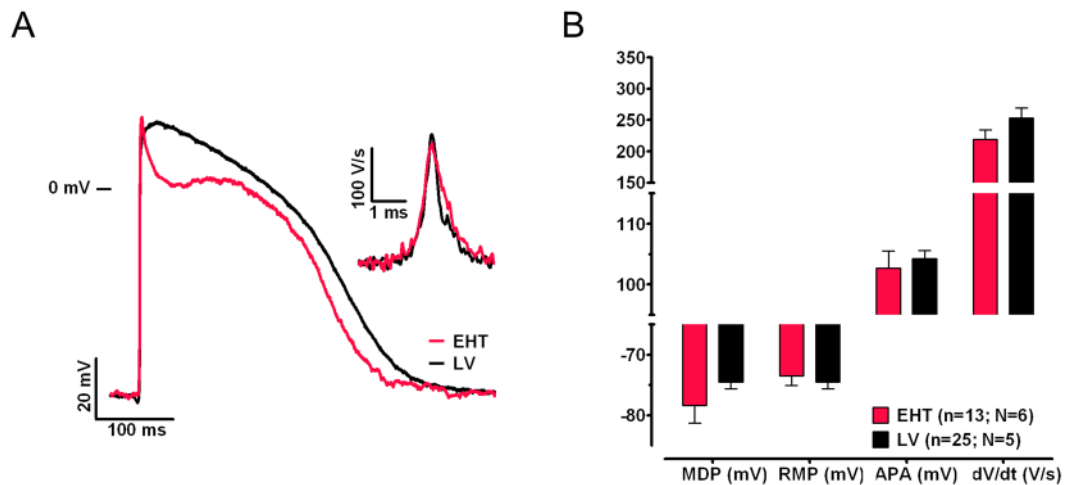 A
0 mV
20 mV
100 ms
100 V/s
1 ms
EHT
LV
B
350
300
250
200
150
110
100
-70
-80
EHT (n=13; N=6)
LV (n=25; N=5)
MDP (mV) RMP (mV) APA (mV) dV/dt (V/s)